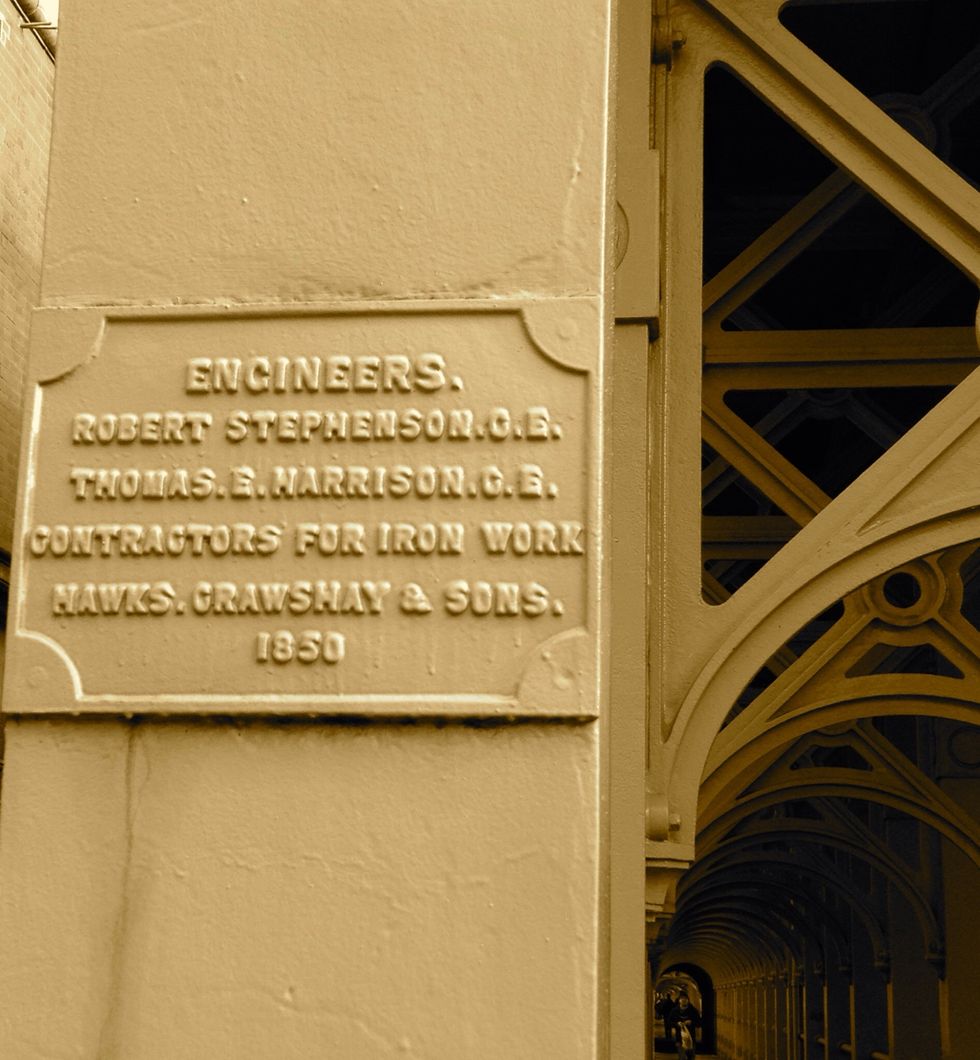 ENGINEERS.
ROBERT STEPHENSON.C.E.
THOMAS.E.HARRISON.C.E.
CONTRACTORS FOR IRON WORK
HAWKS. CRAWSHAY & SONS.
1850